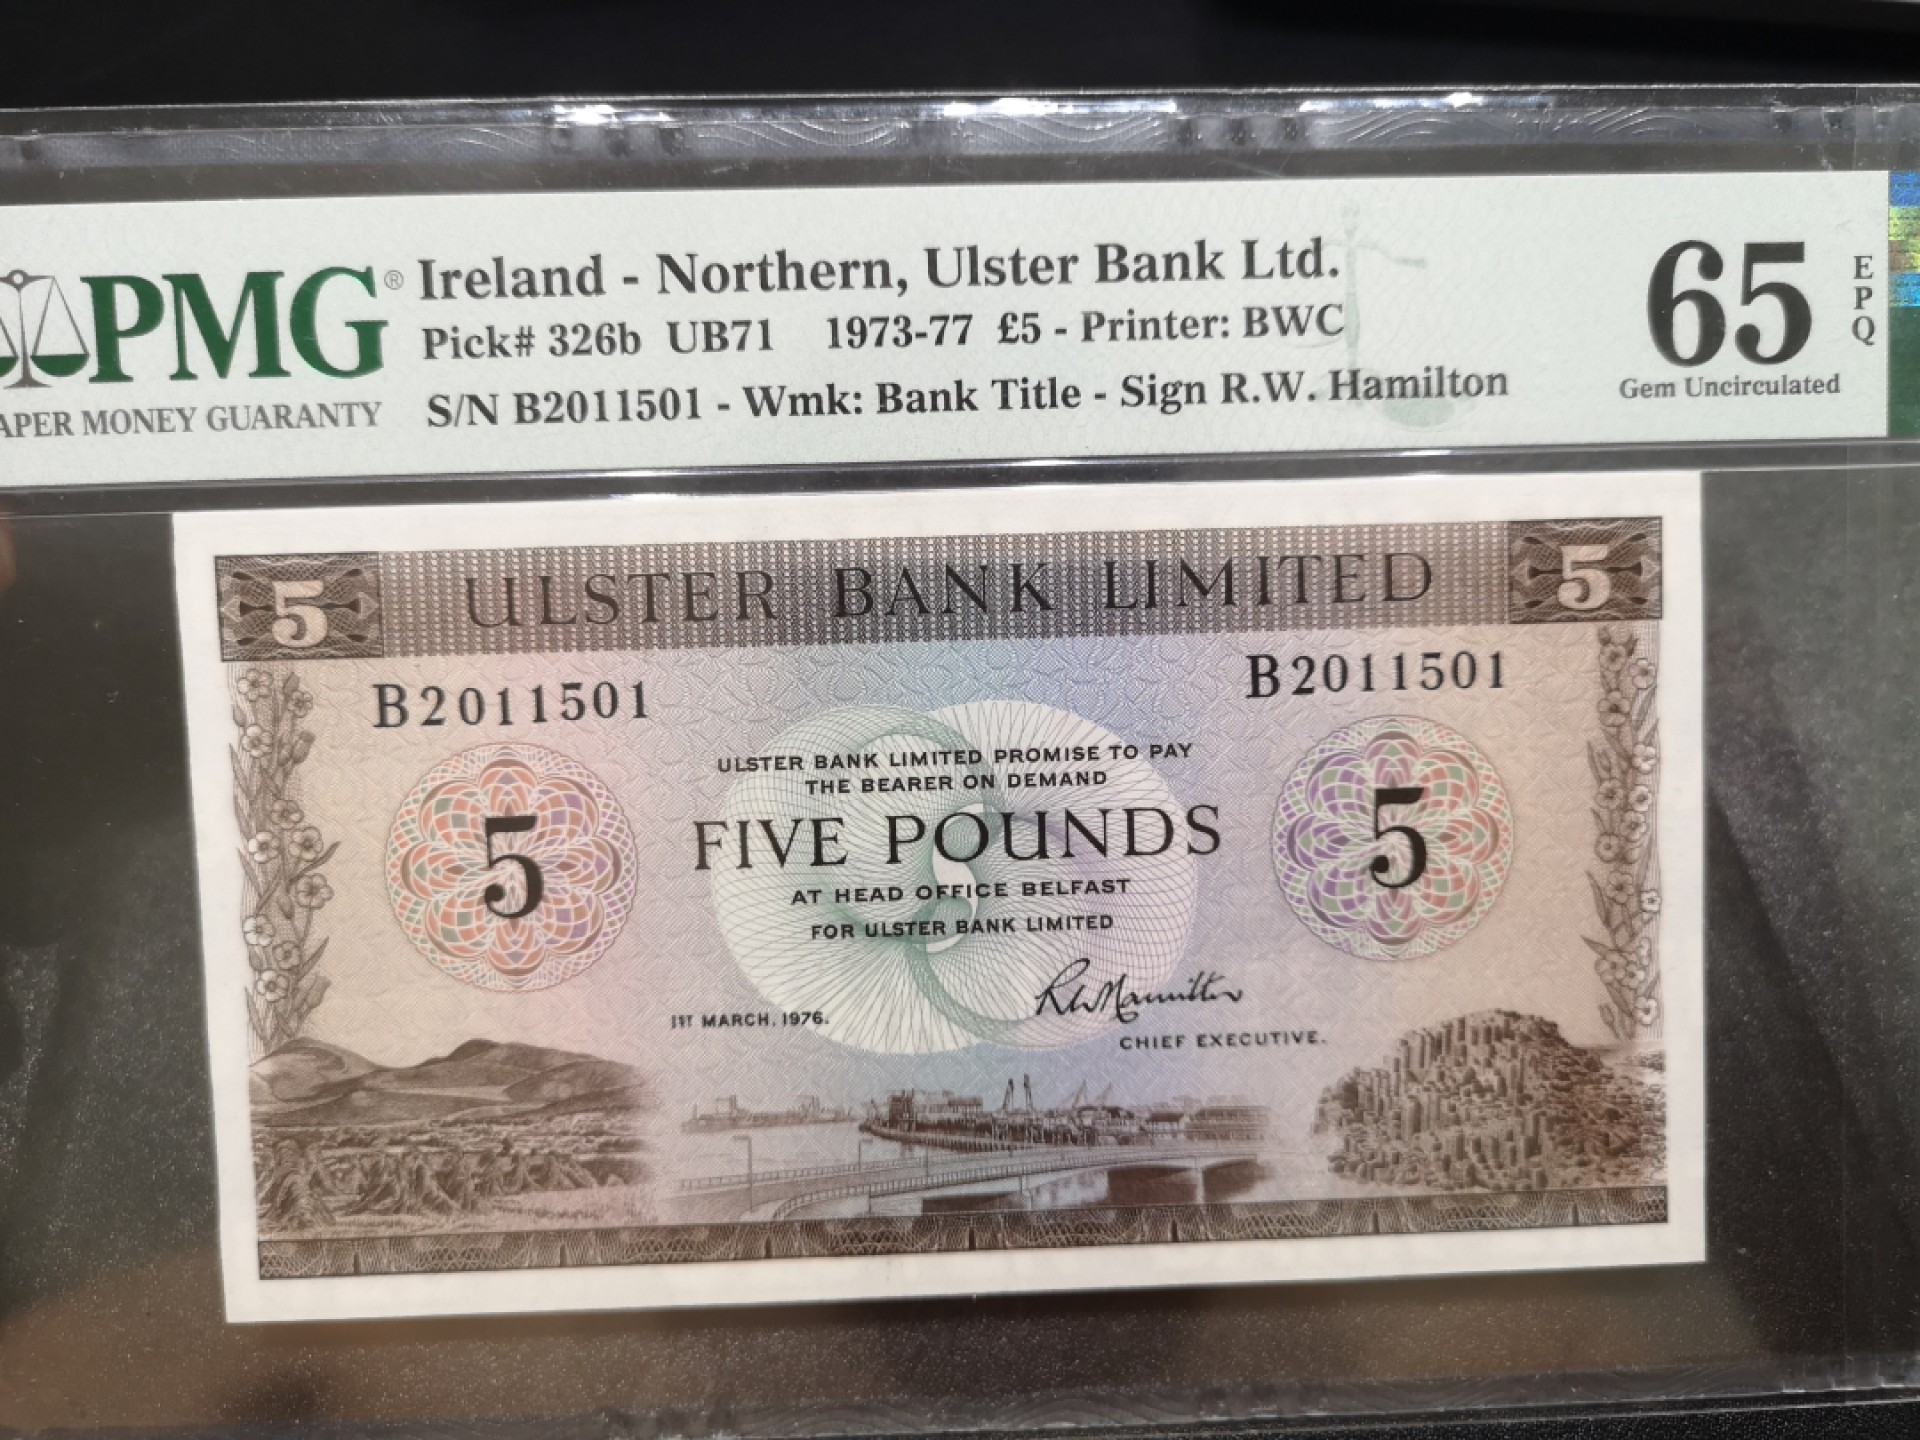 PMG®
APER MONEY GUARANTY
Ireland - Northern, Ulster Bank Ltd.
Pick# 326b UB71 1973-77 £5 - Printer: BWC
S/N B2011501 - Wmk: Bank Title - Sign R.W. Hamilton
65
EPQ
Gem Uncirculated
5 ULSTER BANK LIMITED 5
B2011501 B2011501
ULSTER BANK LIMITED PROMISE TO PAY
THE BEARER ON DEMAND
5 FIVE POUNDS 5
AT HEAD OFFICE BELFAST
FOR ULSTER BANK LIMITED
R W Hamilton
1ST MARCH, 1976.
CHIEF EXECUTIVE.